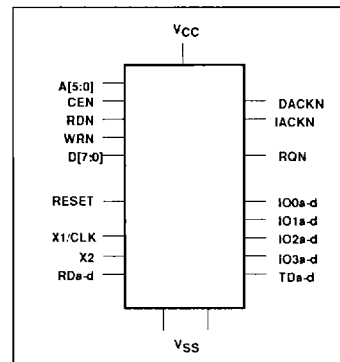 VCC
A[5:0]
CEN
RDN
WRN
D[7:0]
RESET
X1/CLK
X2
RDa-d
DACKN
IACKN
RQN
IO0a-d
IO1a-d
IO2a-d
IO3a-d
TDa-d
VSS